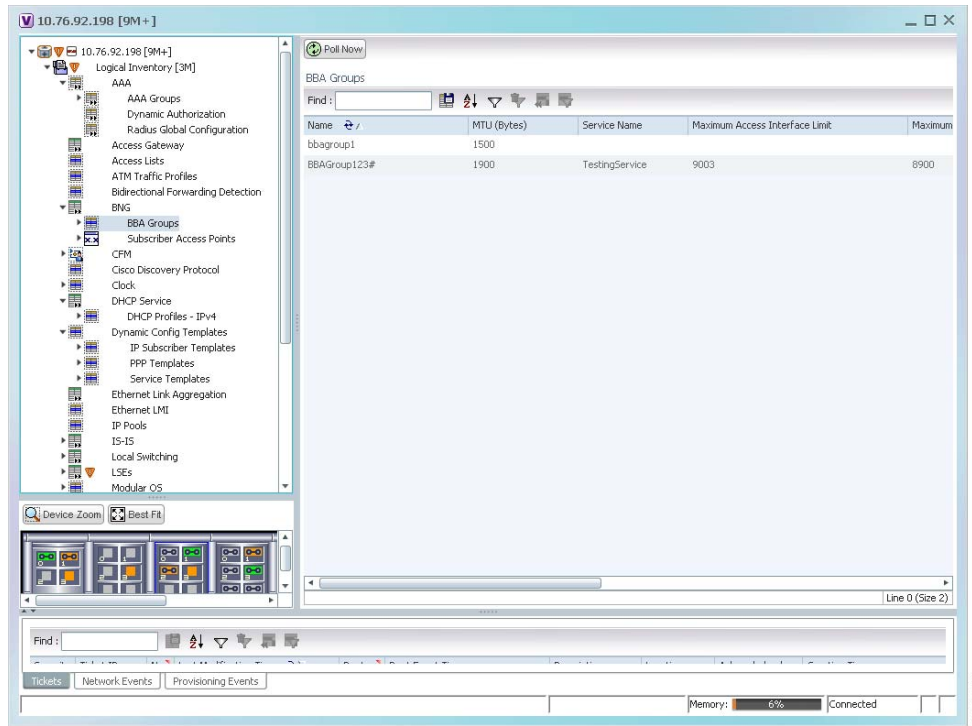 10.76.92.198 [9M+]
10.76.92.198 [9M+]
Logical Inventory [3M]
AAA
AAA Groups
Dynamic Authorization
Radius Global Configuration
Access Gateway
Access Lists
ATM Traffic Profiles
Bidirectional Forwarding Detection
BNG
BBA Groups
Subscriber Access Points
CFM
Cisco Discovery Protocol
Clock
DHCP Service
DHCP Profiles - IPv4
Dynamic Config Templates
IP Subscriber Templates
PPP Templates
Service Templates
Ethernet Link Aggregation
Ethernet LMI
IP Pools
IS-IS
Local Switching
LSEs
Modular OS
Device Zoom Best Fit
Poll Now
BBA Groups
Find :
Name MTU (Bytes) Service Name Maximum Access Interface Limit Maximum
bbagroup1 1500
BBAGroup123# 1900 TestingService 9003 8900
Line 0 (Size 2)
Find :
Tickets Network Events Provisioning Events
Memory: 6% Connected